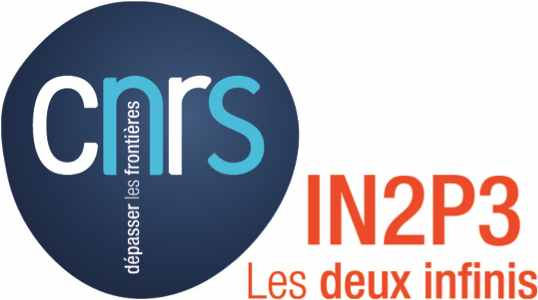 cnrs
dépasser les frontières
IN2P3
Les deux infinis